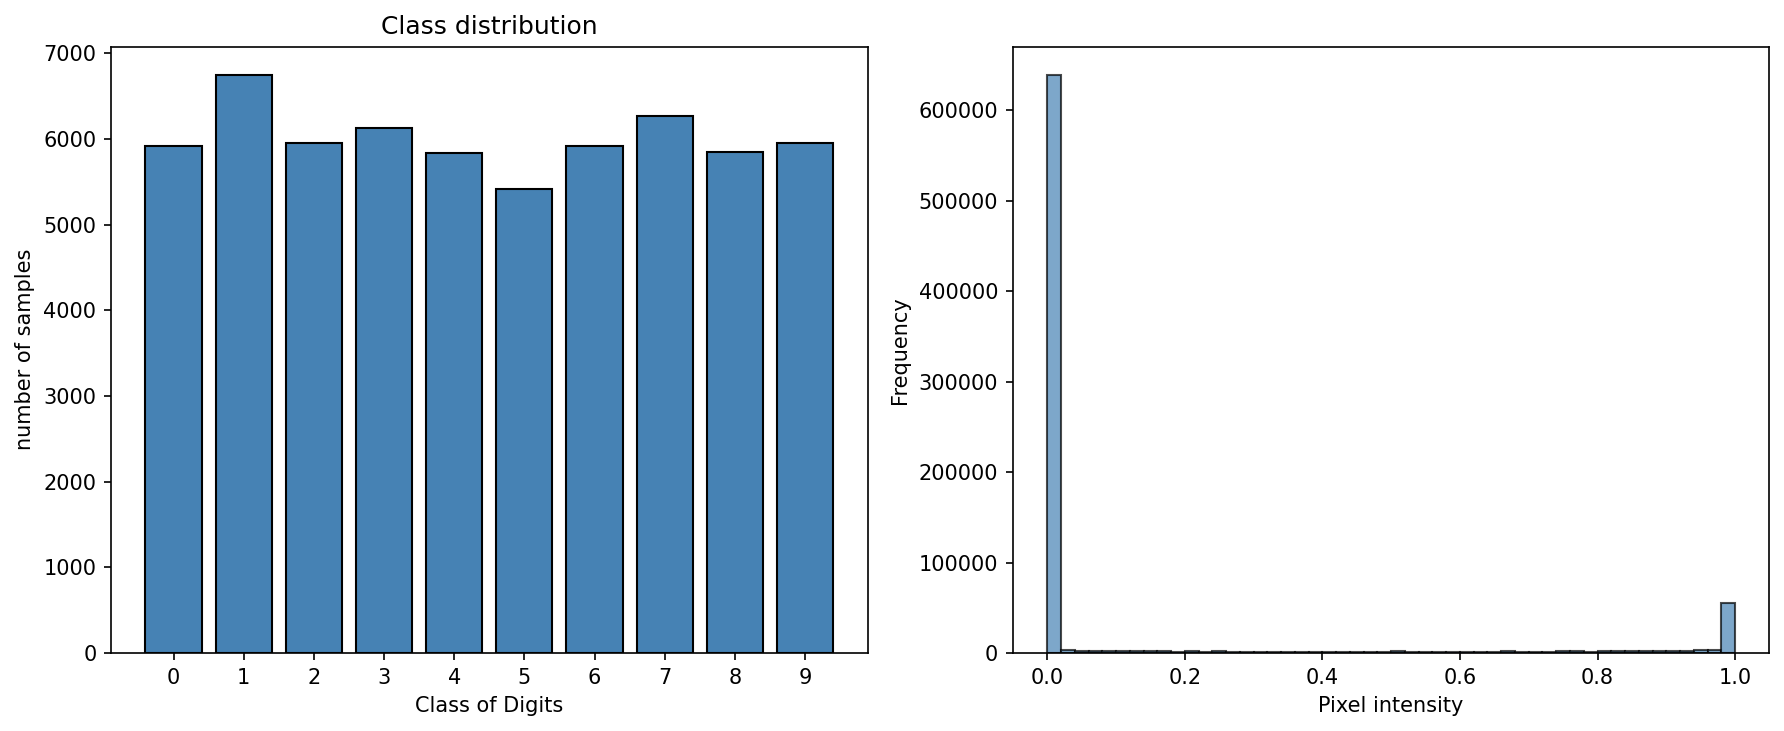 Class distribution
7000
6000
5000
4000
3000
2000
1000
0
number of samples
0 1 2 3 4 5 6 7 8 9
Class of Digits
600000
500000
400000
300000
200000
100000
0
Frequency
0.0 0.2 0.4 0.6 0.8 1.0
Pixel intensity